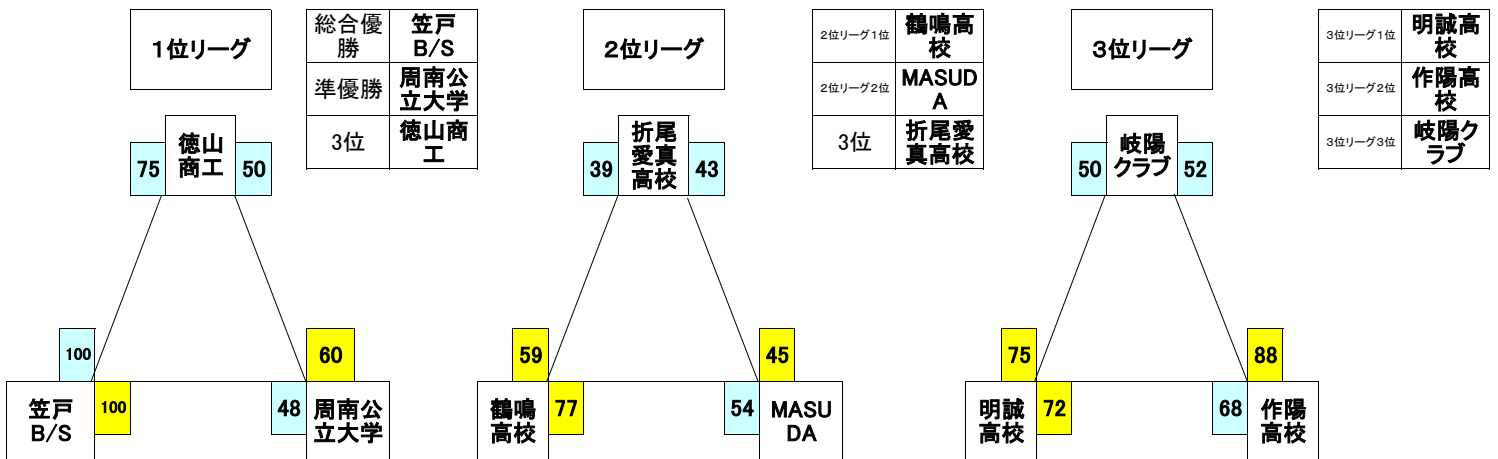 1位リーグ
総合優
勝
笠戸
B/S
準優勝
周南公
立大学
3位
徳山商
工
徳山
商工
75
50
100
60
笠戸
B/S
100
48
周南公
立大学
2位リーグ
2位リーグ1位
鶴鳴高
校
2位リーグ2位
MASUD
A
3位
折尾愛
真高校
折尾
愛真
高校
39
43
59
45
鶴鳴
高校
77
54
MASU
DA
3位リーグ
3位リーグ1位
明誠高
校
3位リーグ2位
作陽高
校
3位リーグ3位
岐陽ク
ラブ
岐陽
クラブ
50
52
75
88
明誠
高校
72
68
作陽
高校